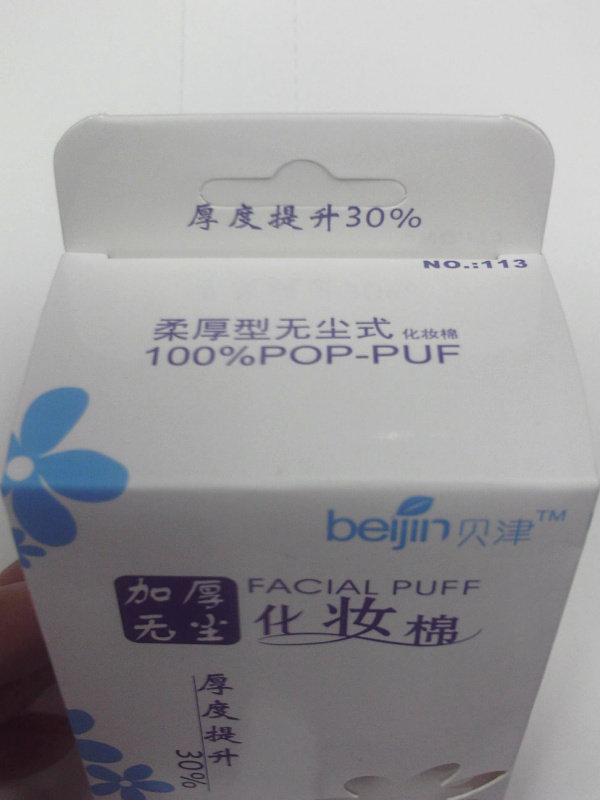 厚度提升30%
NO.:113
柔厚型无尘式 化妆棉
100%POP-PUF
beijin贝津™
加厚
无尘
FACIAL PUFF
化妆棉
厚度提升
30%